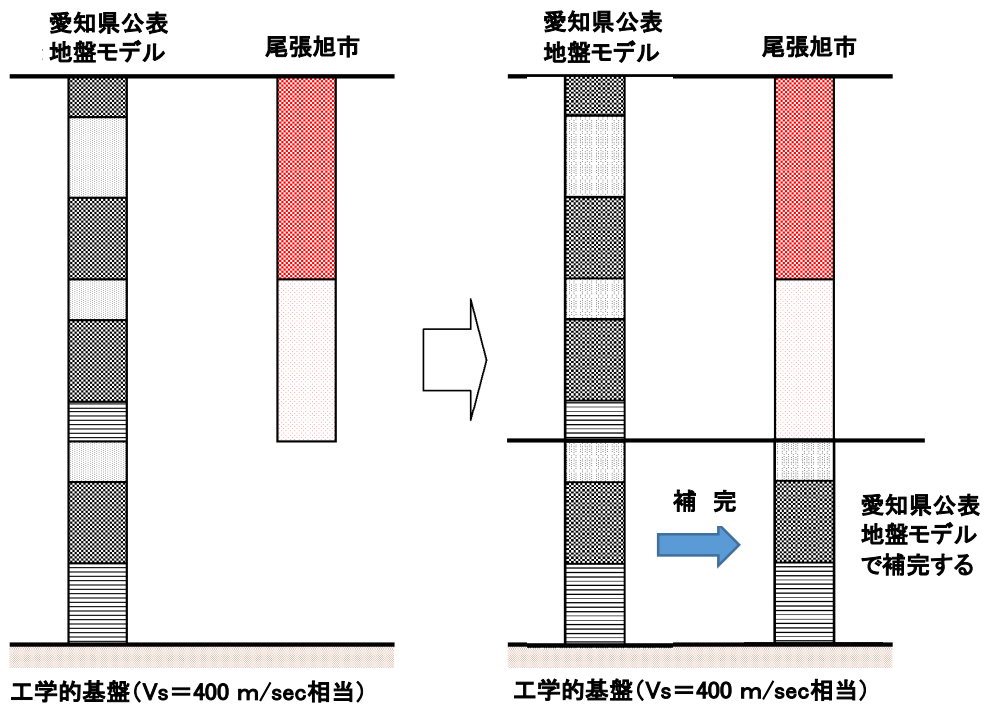 愛知県公表
地盤モデル
尾張旭市
愛知県公表
地盤モデル
尾張旭市
補 完
愛知県公表
地盤モデル
で補完する
工学的基盤(Vs=400 m/sec相当)
工学的基盤(Vs=400 m/sec相当)